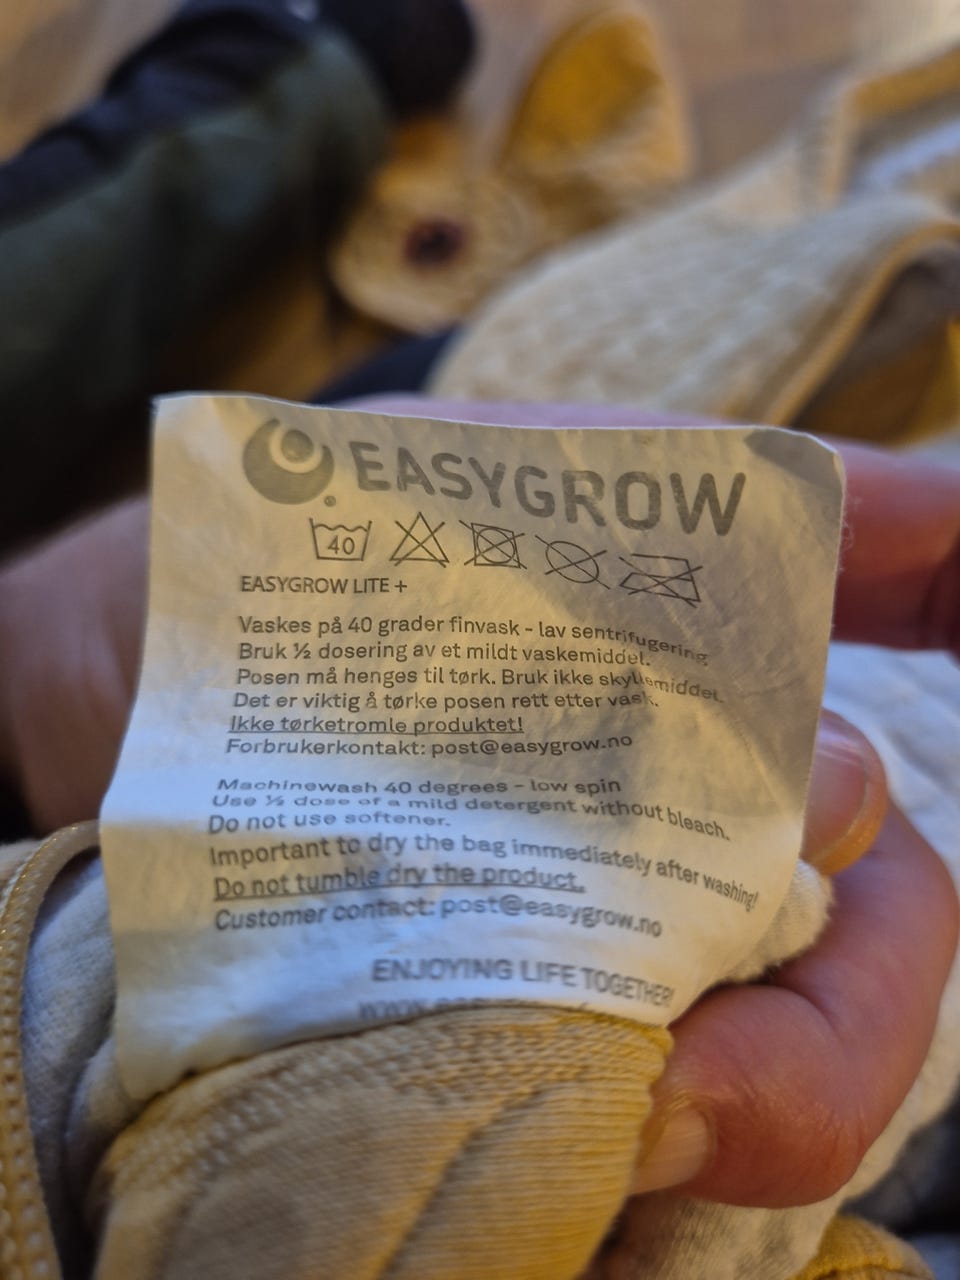 EASYGROW
40
EASYGROW LITE +
Vaskes på 40 grader finvask - lav sentrifugering
Bruk ½ dosering av et mildt vaskemiddel.
Posen må henges til tørk. Bruk ikke skyllemiddel.
Det er viktig å tørke posen rett etter vask.
Ikke tørketromle produktet!
Forbrukerkontakt: post@easygrow.no
Machinewash 40 degrees - low spin
Use ½ dose of a mild detergent without bleach.
Do not use softener.
Important to dry the bag immediately after washing!
Do not tumble dry the product.
Customer contact: post@easygrow.no
ENJOYING LIFE TOGETHER!